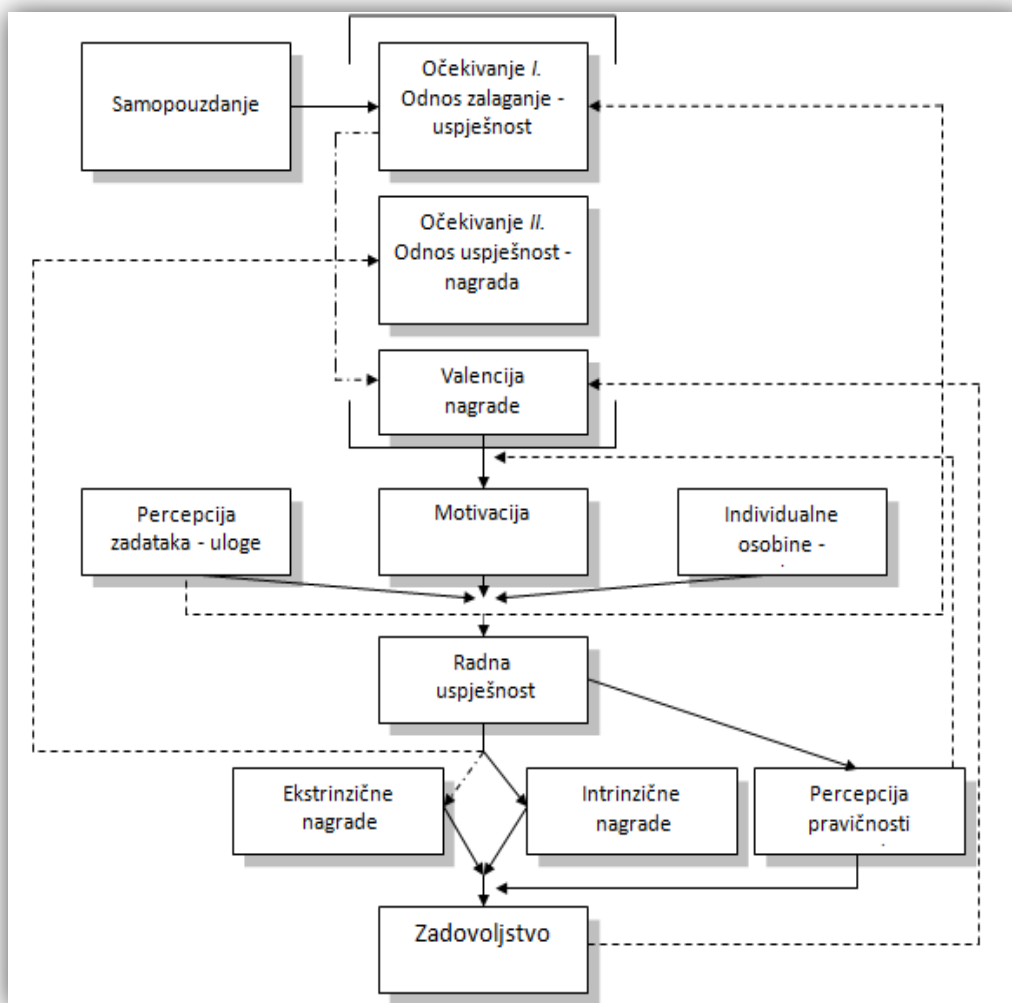 Samopouzdanje
Očekivanje I.
Odnos zalaganje -
uspješnost
Očekivanje II.
Odnos uspješnost -
nagrada
Valencija
nagrade
Percepcija
zadataka - uloge
Motivacija
Individualne
osobine -
Radna
uspješnost
Ekstrinzične
nagrade
Intrinzične
nagrade
Percepcija
pravičnosti
Zadovoljstvo